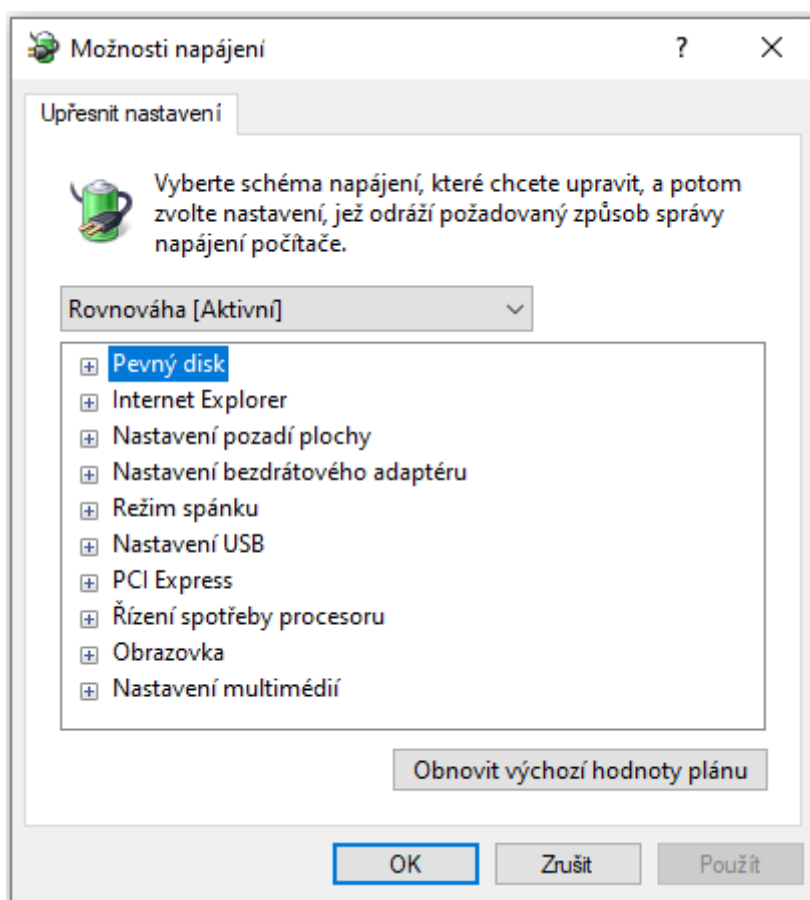 Možnosti napájení
?
Upřesnit nastavení
Vyberte schéma napájení, které chcete upravit, a potom
zvolte nastavení, jež odráží požadovaný způsob správy
napájení počítače.
Rovnováha [Aktivní]
Pevný disk
Internet Explorer
Nastavení pozadí plochy
Nastavení bezdrátového adaptéru
Režim spánku
Nastavení USB
PCI Express
Řízení spotřeby procesoru
Obrazovka
Nastavení multimédií
Obnovit výchozí hodnoty plánu
OK
Zrušit
Použít